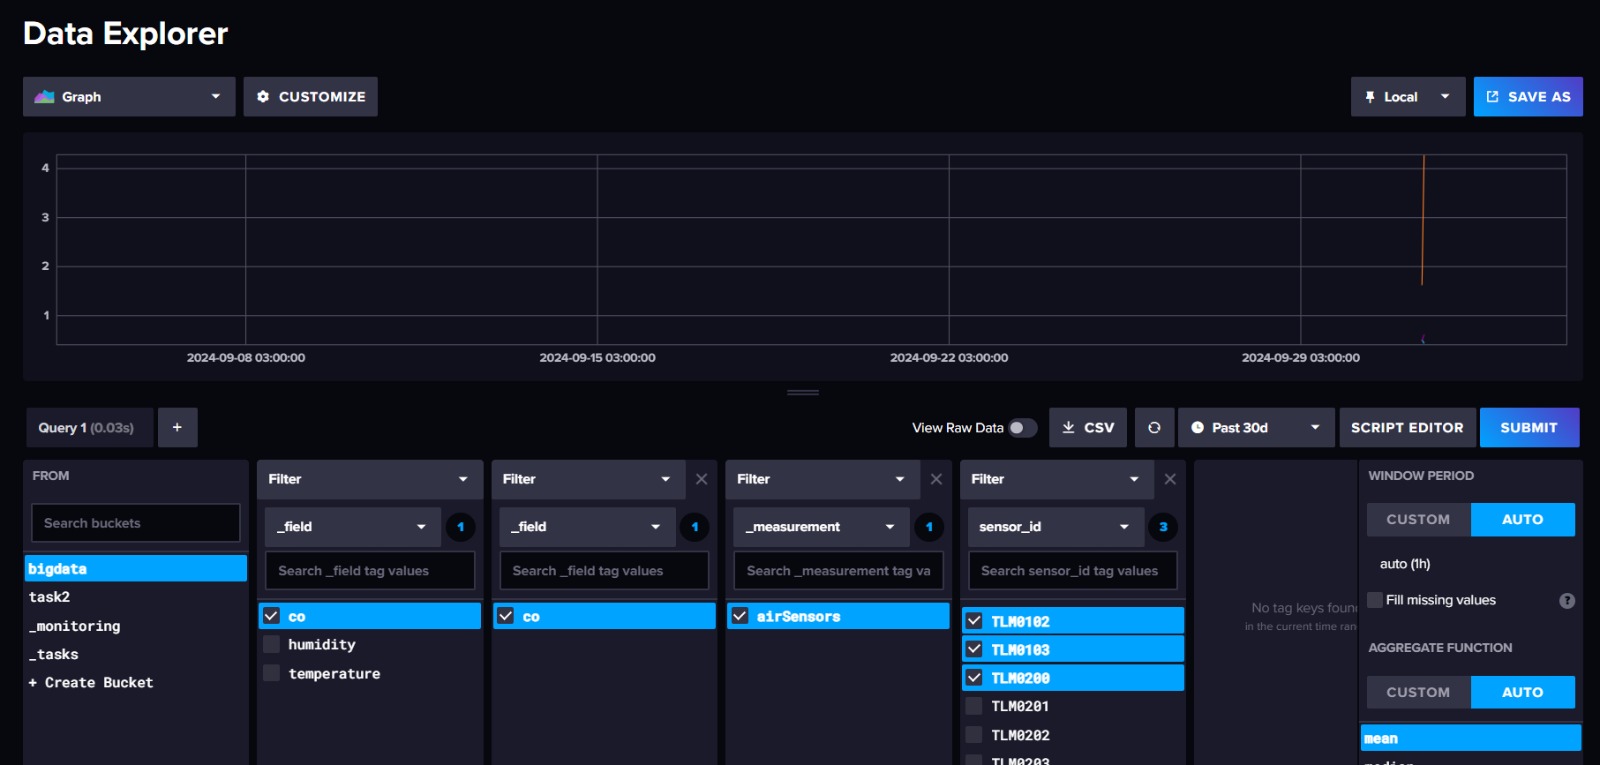 Data Explorer
Graph
CUSTOMIZE
Local
SAVE AS
4
3
2
1
2024-09-08 03:00:00
2024-09-15 03:00:00
2024-09-22 03:00:00
2024-09-29 03:00:00
Query 1 (0.03s)
+
View Raw Data
CSV
Past 30d
SCRIPT EDITOR
SUBMIT
FROM
Search buckets
bigdata
task2
_monitoring
_tasks
+ Create Bucket
Filter
_field
1
Search _field tag values
co
humidity
temperature
Filter
_field
1
Search _field tag values
co
Filter
_measurement
1
Search _measurement tag va
airSensors
Filter
sensor_id
3
Search sensor_id tag values
TLM0102
TLM0103
TLM0200
TLM0201
TLM0202
TLM0203
No tag keys foun
in the current time ran
WINDOW PERIOD
CUSTOM
AUTO
auto (1h)
Fill missing values
?
AGGREGATE FUNCTION
CUSTOM
AUTO
mean
median